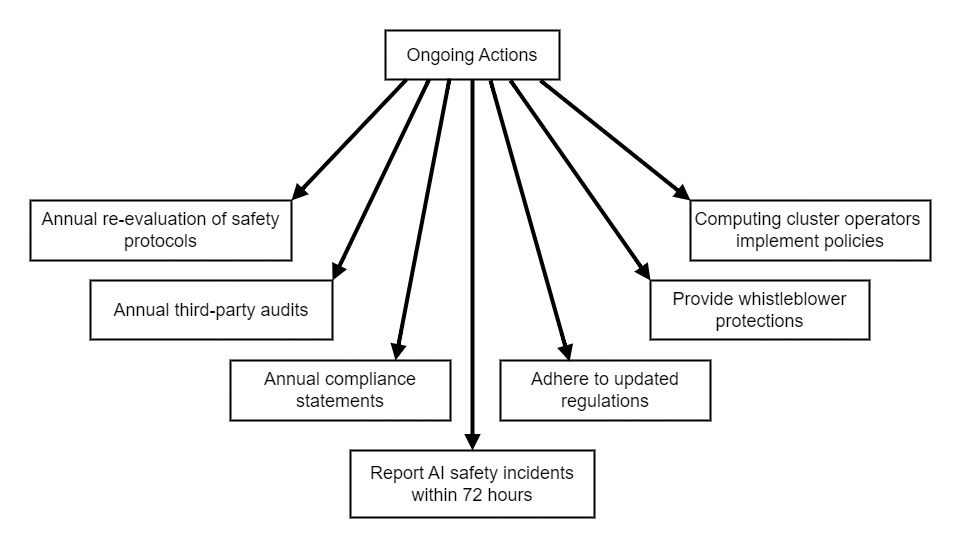 Ongoing Actions
Annual re-evaluation of safety
protocols
Annual third-party audits
Annual compliance
statements
Report AI safety incidents
within 72 hours
Adhere to updated
regulations
Provide whistleblower
protections
Computing cluster operators
implement policies